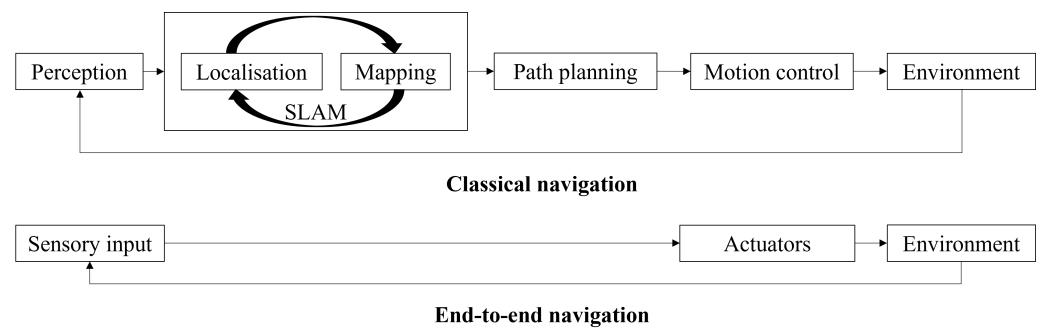 Perception
Localisation
Mapping
SLAM
Path planning
Motion control
Environment
Classical navigation
Sensory input
Actuators
Environment
End-to-end navigation